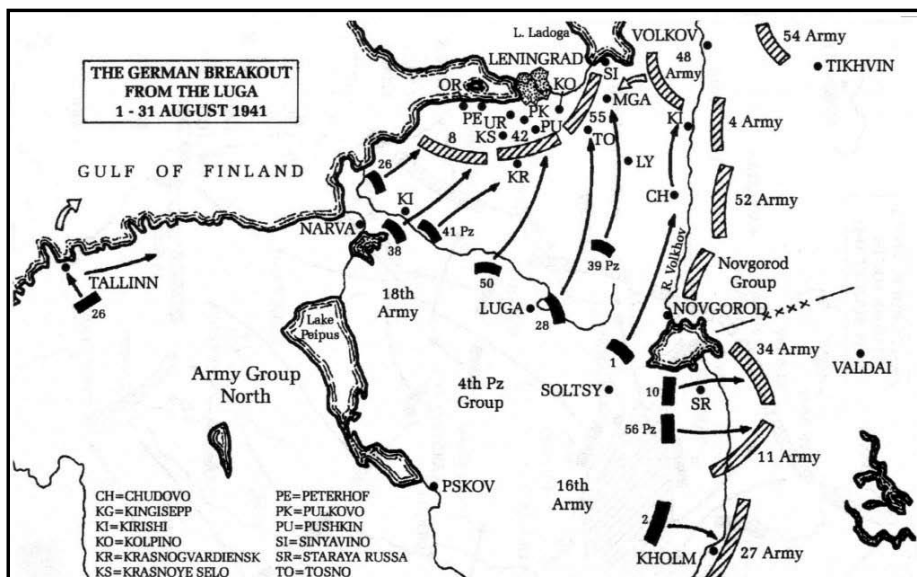 THE GERMAN BREAKOUT
FROM THE LUGA
1 - 31 AUGUST 1941
L. Ladoga
LENINGRAD
VOLKOV
48
Army
54 Army
TIKHVIN
SI
MGA
OR
KO
PE
UR
PK
KS
42
PU
55
TO
8
KR
KI
4 Army
LY
CH
52 Army
R. Volkhov
Novgorod
Group
NOVGOROD
xxxx
GULF OF FINLAND
26
KI
NARVA
38
41 Pz
50
39 Pz
TALLINN
26
18th
Army
LUGA
28
Lake
Peipus
Army Group
North
4th Pz
Group
1
SOLTSY
10
SR
34 Army
VALDAI
56 Pz
11 Army
PSKOV
16th
Army
2
KHOLM
27 Army
CH=CHUDOVO
KG=KINGISEPP
KI=KIRISHI
KO=KOLPINO
KR=KRASNOGVARDIENSK
KS=KRASNOYE SELO
PE=PETERHOF
PK=PULKOVO
PU=PUSHKIN
SI=SINYAVINO
SR=STARAYA RUSSA
TO=TOSNO